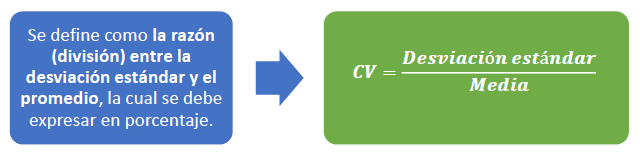 Se define como la razón
(división) entre la
desviación estándar y el
promedio, la cual se debe
expresar en porcentaje.
CV = Desviación estándar / Media